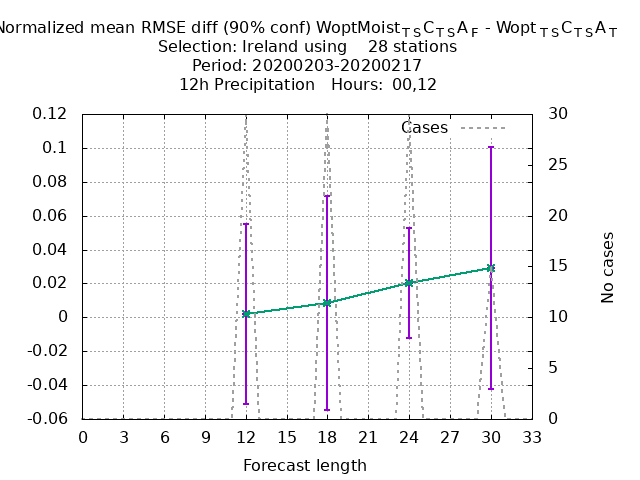 Normalized mean RMSE diff (90% conf) WoptMoist T S C T S A F - Wopt T S C T S A T
Selection: Ireland using 28 stations
Period: 20200203-20200217
12h Precipitation Hours: 00,12
Cases
0.12
0.1
0.08
0.06
0.04
0.02
0
-0.02
-0.04
-0.06
30
25
20
15
10
5
0
No cases
0 3 6 9 12 15 18 21 24 27 30 33
Forecast length